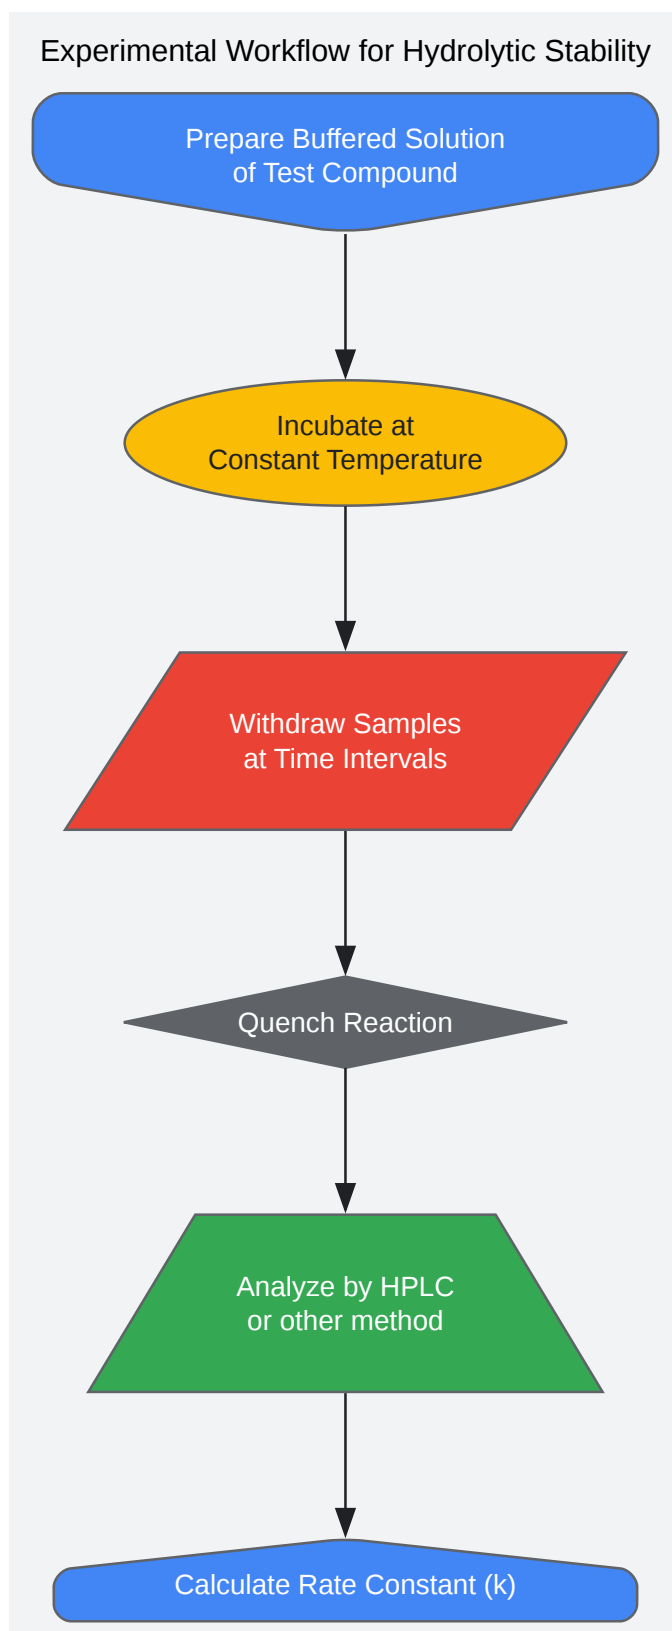 Experimental Workflow for Hydrolytic Stability
Prepare Buffered Solution
of Test Compound
Incubate at
Constant Temperature
Withdraw Samples
at Time Intervals
Quench Reaction
Analyze by HPLC
or other method
Calculate Rate Constant (k)